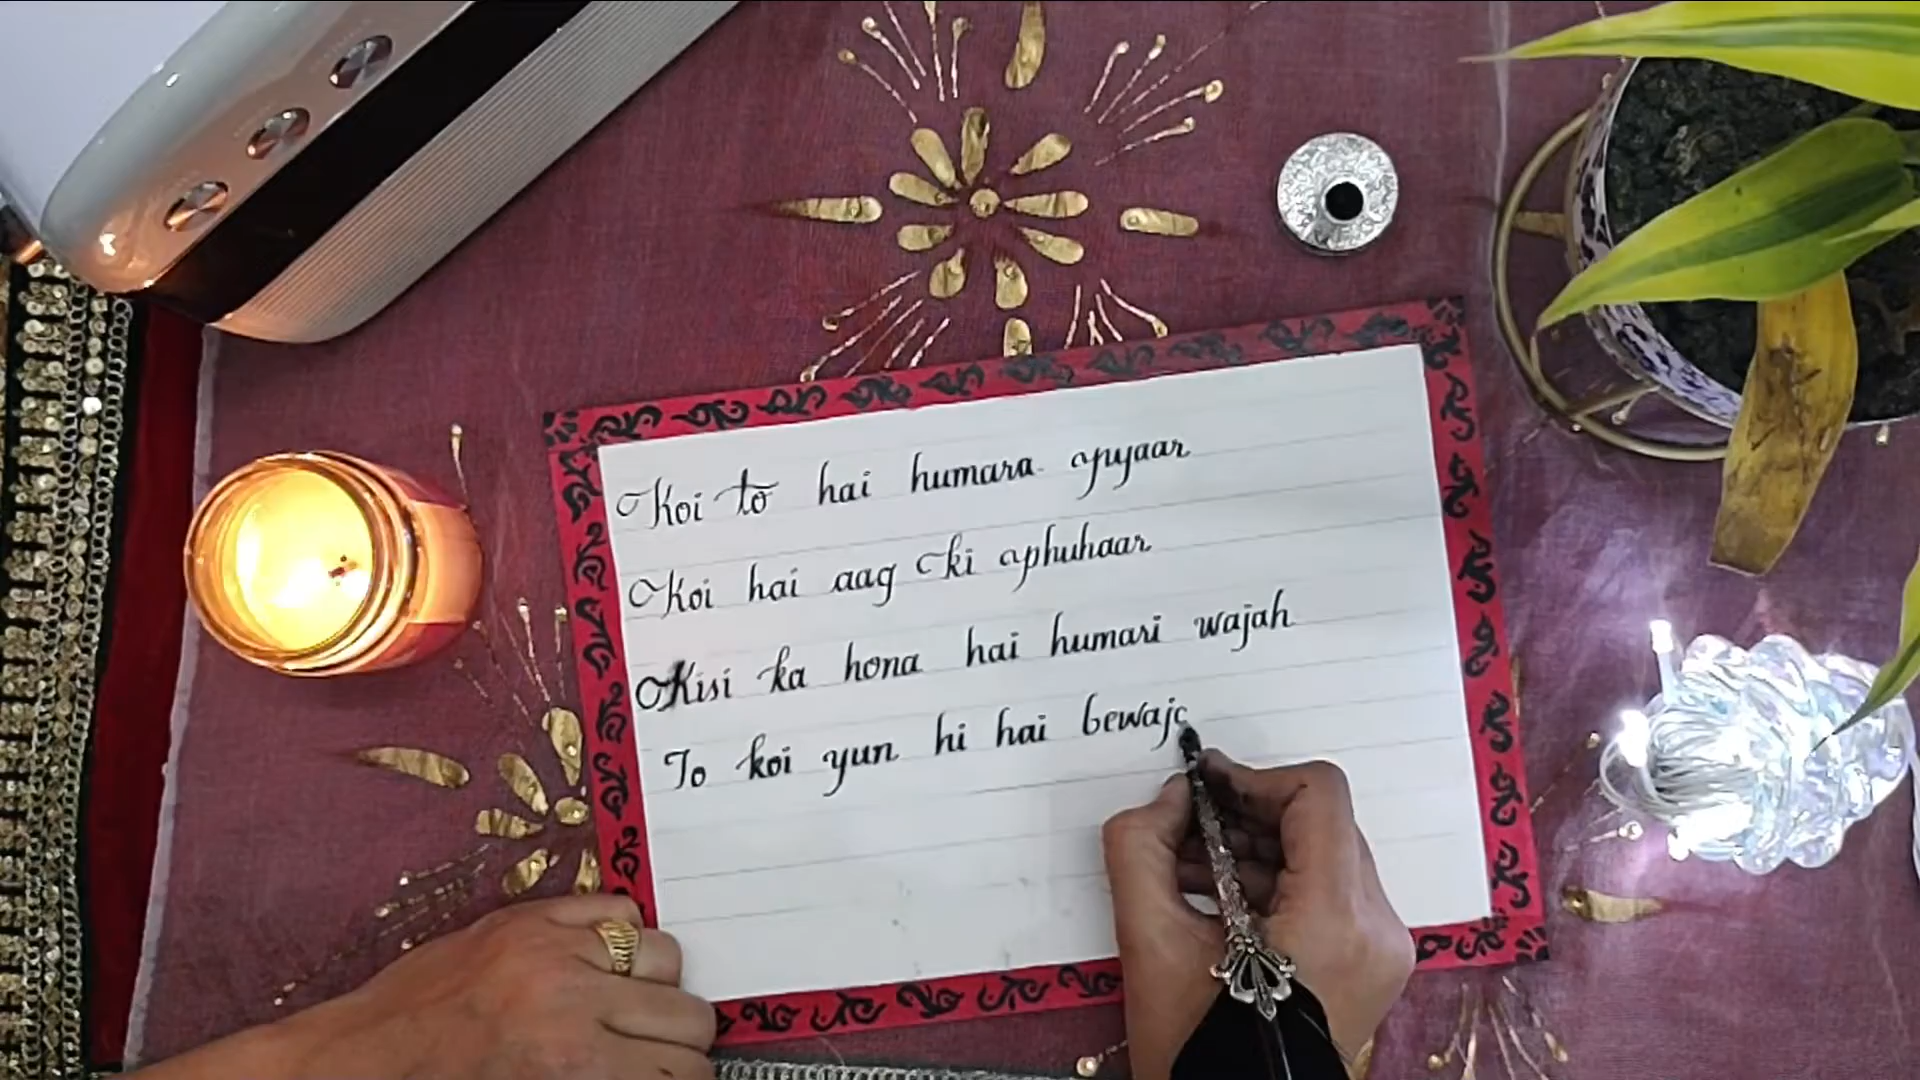 Koi to hai humara pyaar
Koi hai aag ki phuhaar
Kisi ka hona hai humari wajah
To koi yun hi hai bewaja